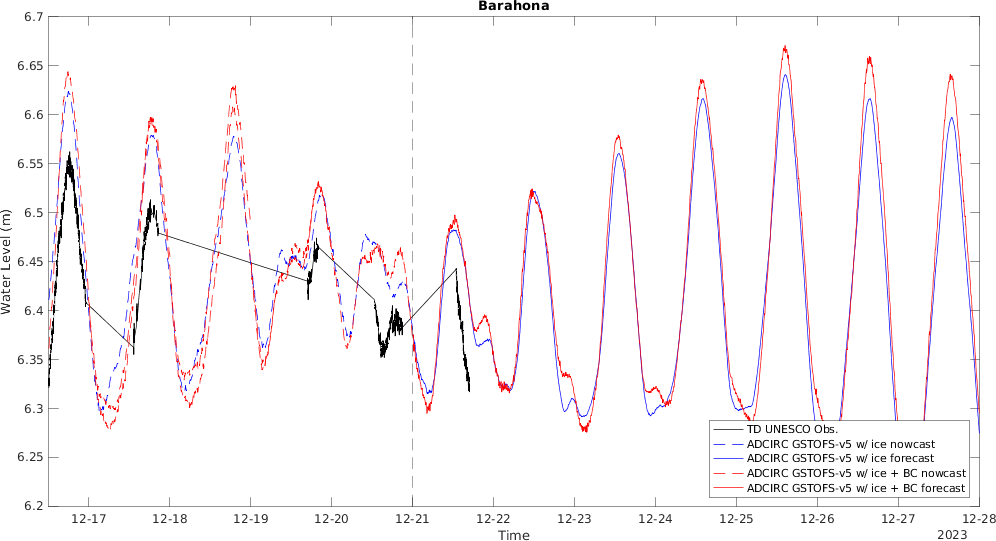 Barahona
6.7
6.65
6.6
6.55
6.5
6.45
6.4
6.35
6.3
6.25
6.2
Water Level (m)
TD UNESCO Obs.
ADCIRC GSTOFS-v5 w/ ice nowcast
ADCIRC GSTOFS-v5 w/ ice forecast
ADCIRC GSTOFS-v5 w/ ice + BC nowcast
ADCIRC GSTOFS-v5 w/ ice + BC forecast
12-17 12-18 12-19 12-20 12-21 12-22 12-23 12-24 12-25 12-26 12-27 12-28
Time
2023